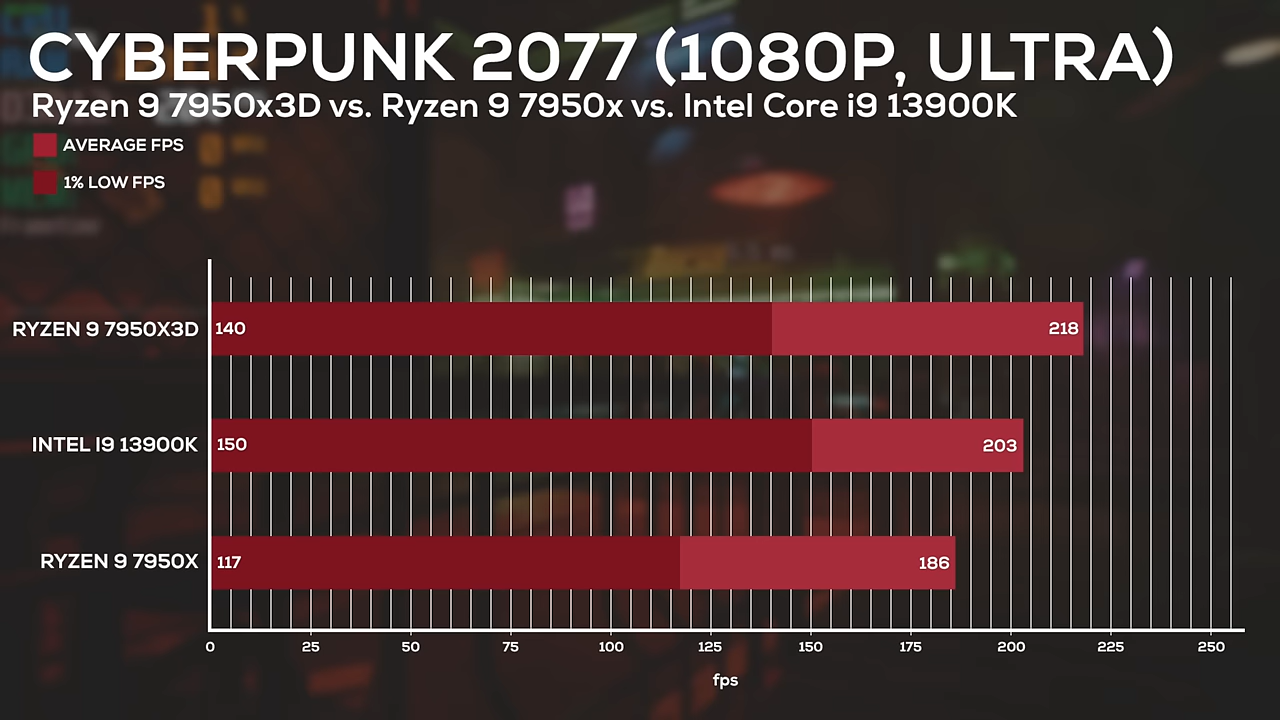 CYBERPUNK 2077 (1080P, ULTRA)
Ryzen 9 7950x3D vs. Ryzen 9 7950x vs. Intel Core i9 13900K
AVERAGE FPS
1% LOW FPS
RYZEN 9 7950X3D 140 218
INTEL I9 13900K 150 203
RYZEN 9 7950X 117 186
0 25 50 75 100 125 150 175 200 225 250
fps